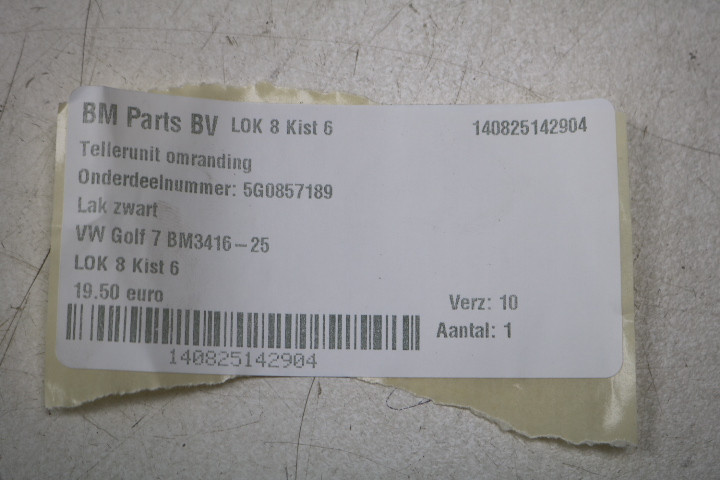 BM Parts BV LOK 8 Kist 6 140825142904
Tellerunit omranding
Onderdeelnummer: 5G0857189
Lak zwart
VW Golf 7 BM3416-25
LOK 8 Kist 6
19.50 euro
Verz: 10
Aantal: 1
140825142904